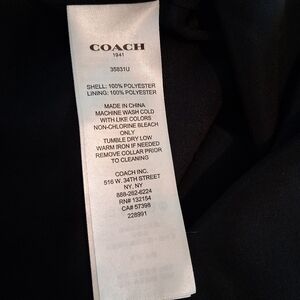 COACH
1941
35831U
SHELL: 100% POLYESTER
LINING: 100% POLYESTER
MADE IN CHINA
MACHINE WASH COLD
WITH LIKE COLORS
NON-CHLORINE BLEACH
ONLY
TUMBLE DRY LOW
WARM IRON IF NEEDED
REMOVE COLLAR PRIOR
TO CLEANING
COACH INC.
516 W. 34TH STREET
NY, NY
888-262-6224
RN# 132154
CA# 57398
228991